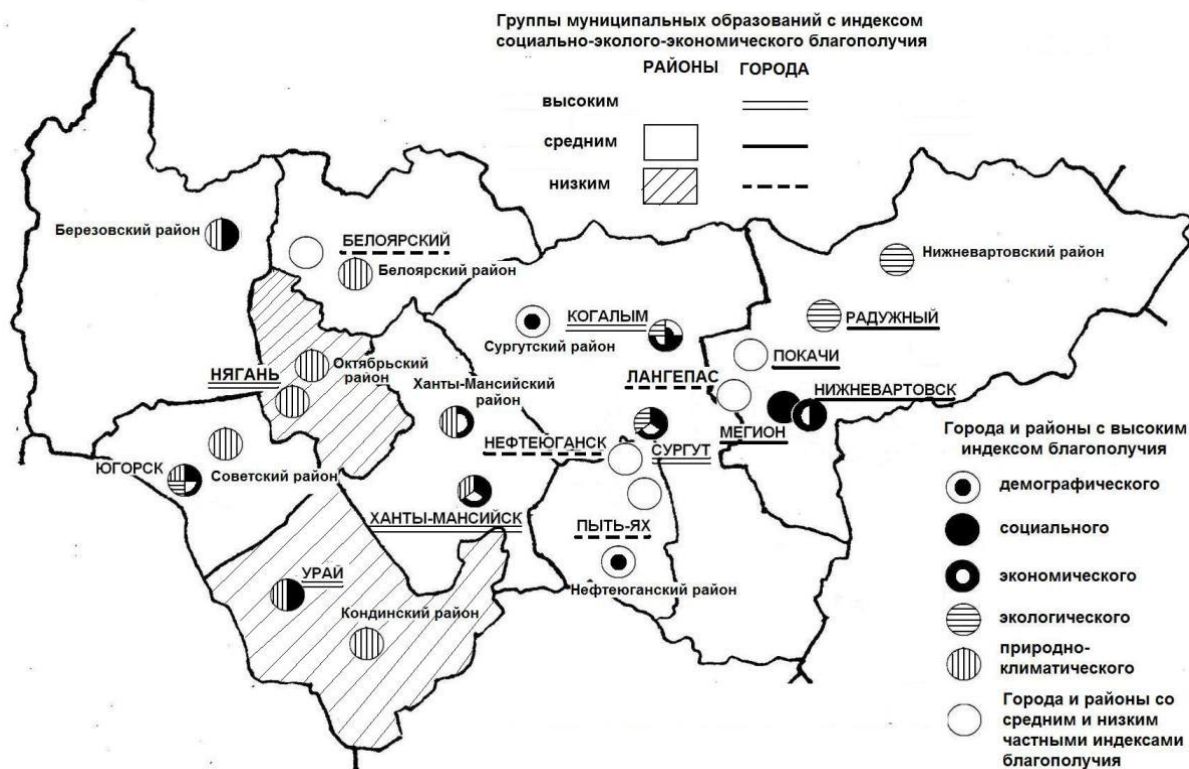 Группы муниципальных образований с индексом
социально-эколого-экономического благополучия
РАЙОНЫ ГОРОДА
высоким
средним
низким
Березовский район
БЕЛОЯРСКИЙ
Белоярский район
Нижневартовский район
КОГАЛЫМ
Сургутский район
РАДУЖНЫЙ
ПОКАЧИ
НЯГАНЬ
Октябрьский
район
Ханты-Мансийский
район
ЛАНГЕПАС
НИЖНЕВАРТОВСК
МЕГИОН
НЕФТЕЮГАНСК
СУРГУТ
ЮГОРСК
Советский район
ХАНТЫ-МАНСИЙСК
ПЫТЬ-ЯХ
УРАЙ
Нефтеюганский район
Кондинский район
Города и районы с высоким
индексом благополучия
демографического
социального
экономического
экологического
природно-
климатического
Города и районы со
средним и низким
частными индексами
благополучия